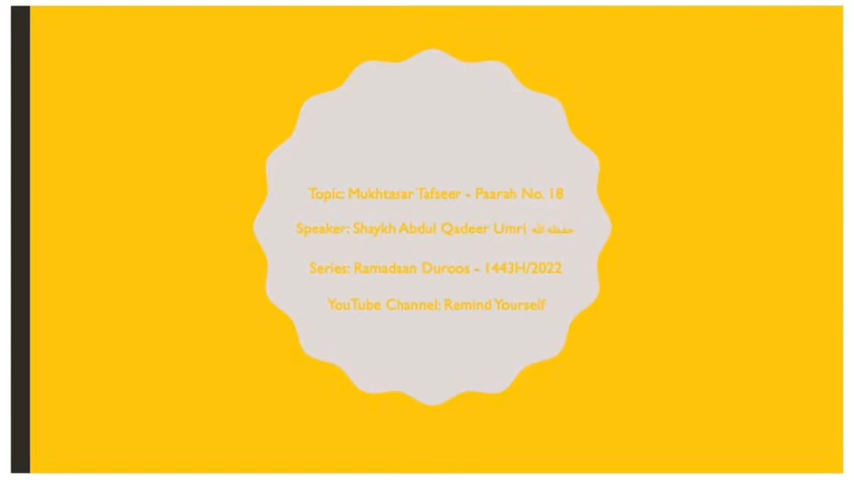 Topic: Mukhtasar Tafseer - Paarah No. 18
Speaker: Shaykh Abdul Qadeer Umri حفظه الله
Series: Ramadaan Duroos - 1443H/2022
YouTube Channel: Remind Yourself